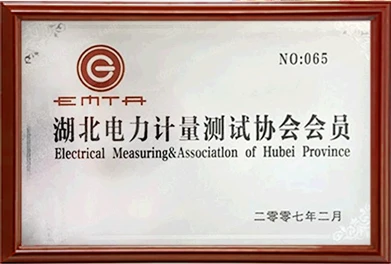 NO:065
EMTA
湖北电力计量测试协会会员
Electrical Measuring&Association of Hubei Province
二零零七年二月